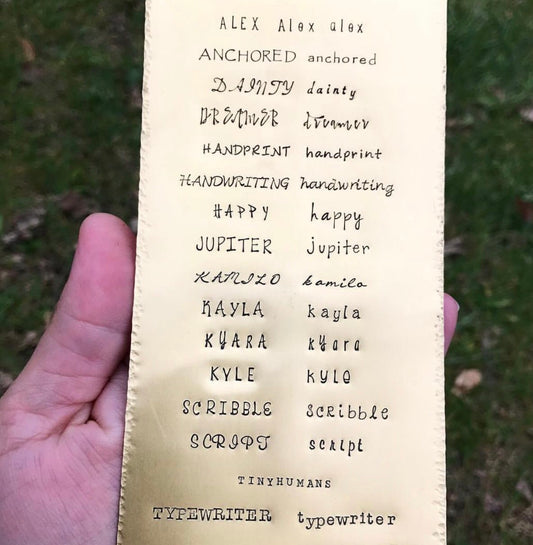 ALEX Alex alex
ANCHORED anchored
DAINTY dainty
DREAMER dreamer
HANDPRINT handprint
HANDWRITING handwriting
HAPPY happy
JUPITER jupiter
KAMILO kamilo
KAYLA kayla
KYARA kyara
KYLE kyle
SCRIBBLE scribble
SCRIPT script
TINYHUMANS
TYPEWRITER typewriter